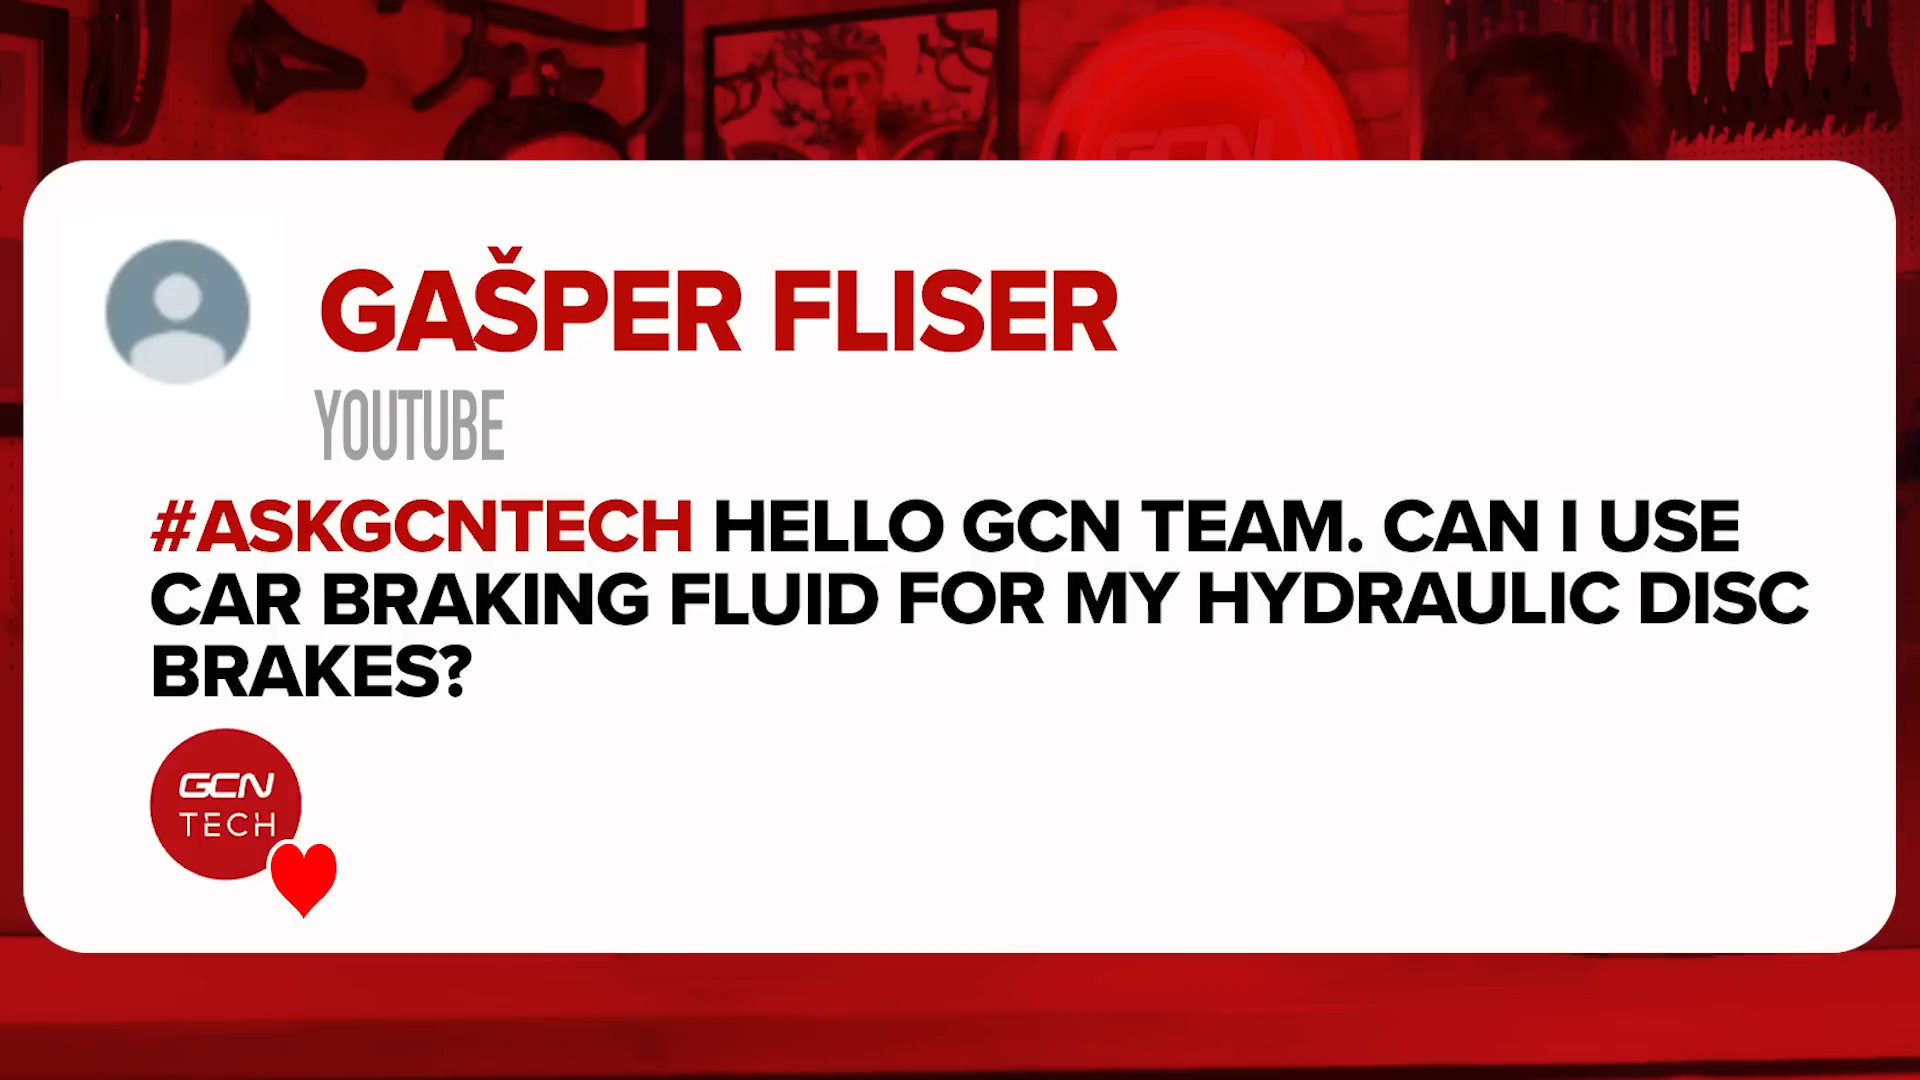 GCN
GAŠPER FLISER
YOUTUBE
#ASKGCNTECH HELLO GCN TEAM. CAN I USE
CAR BRAKING FLUID FOR MY HYDRAULIC DISC
BRAKES?
GCN
TECH